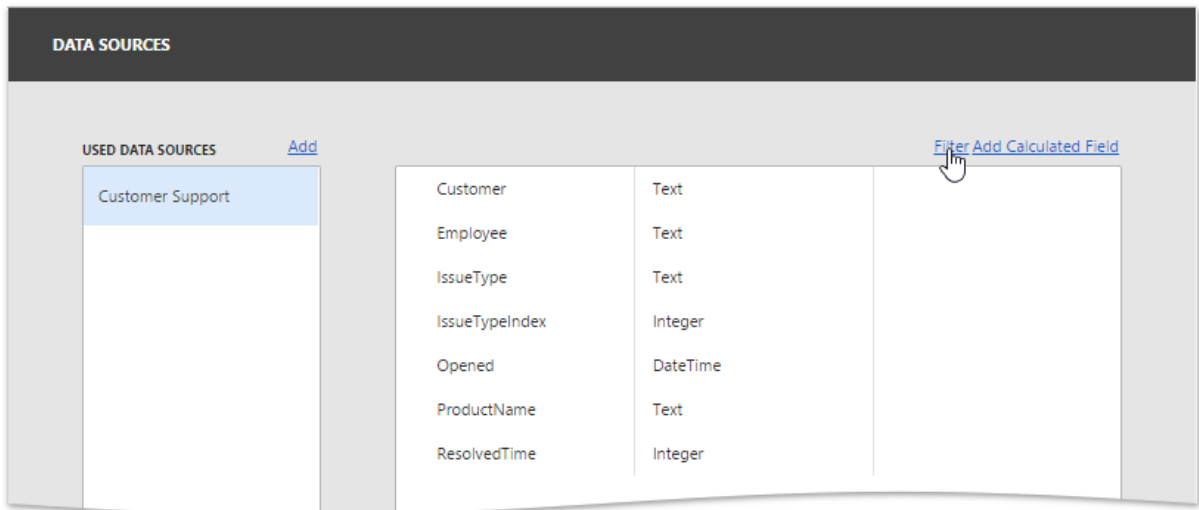 DATA SOURCES
USED DATA SOURCES Add
Filter Add Calculated Field
Customer Support
Customer Text
Employee Text
IssueType Text
IssueTypeIndex Integer
Opened DateTime
ProductName Text
ResolvedTime Integer